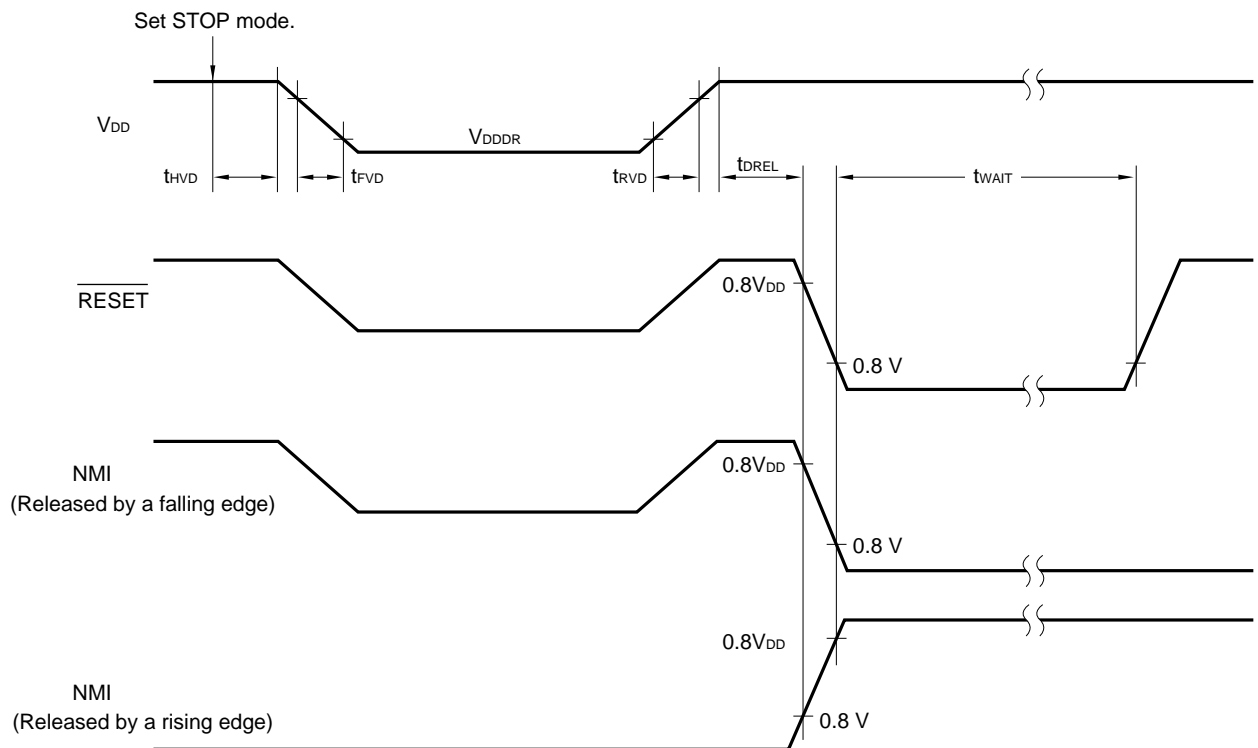 Set STOP mode.
VDD
VDDDR
tHVD
tFVD
tRVD
tDREL
tWAIT
RESET
0.8VDD
0.8 V
NMI
(Released by a falling edge)
0.8VDD
0.8 V
0.8VDD
NMI
(Released by a rising edge)
0.8 V